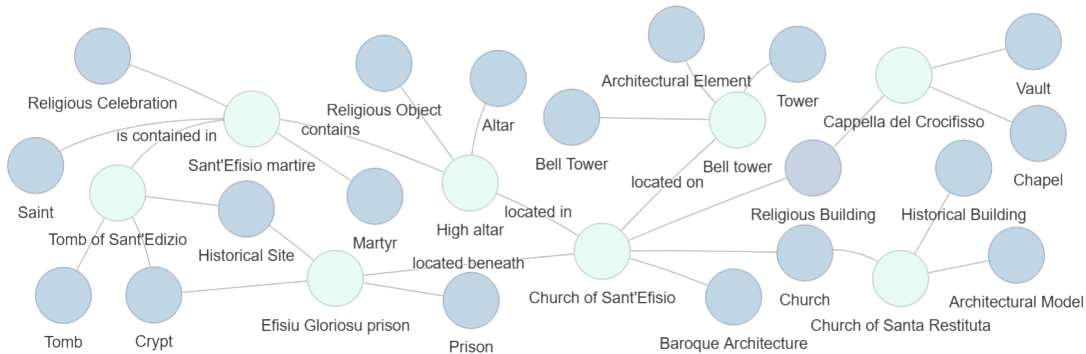 Architectural Element
Tower
Vault
Religious Celebration
Religious Object
Altar
Cappella del Crocifisso
is contained in
contains
Sant'Efisio martire
Bell Tower
Bell tower
Chapel
located on
Saint
Martyr
High altar
located in
Religious Building
Historical Building
Tomb of Sant'Edizio
Historical Site
located beneath
Efisiu Gloriosu prison
Church of Sant'Efisio
Church
Architectural Model
Church of Santa Restituta
Tomb
Crypt
Prison
Baroque Architecture